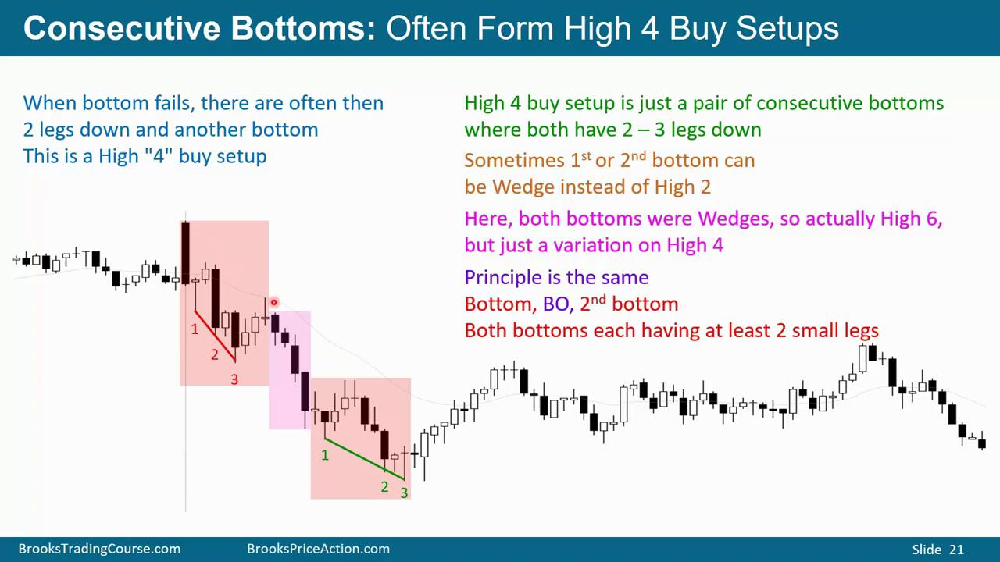 Consecutive Bottoms: Often Form High 4 Buy Setups
When bottom fails, there are often then
2 legs down and another bottom
This is a High "4" buy setup
High 4 buy setup is just a pair of consecutive bottoms
where both have 2 – 3 legs down
Sometimes 1st or 2nd bottom can
be Wedge instead of High 2
Here, both bottoms were Wedges, so actually High 6,
but just a variation on High 4
Principle is the same
Bottom, BO, 2nd bottom
Both bottoms each having at least 2 small legs
1
2
3
1
2
3
BrooksTradingCourse.com
BrooksPriceAction.com
Slide 21